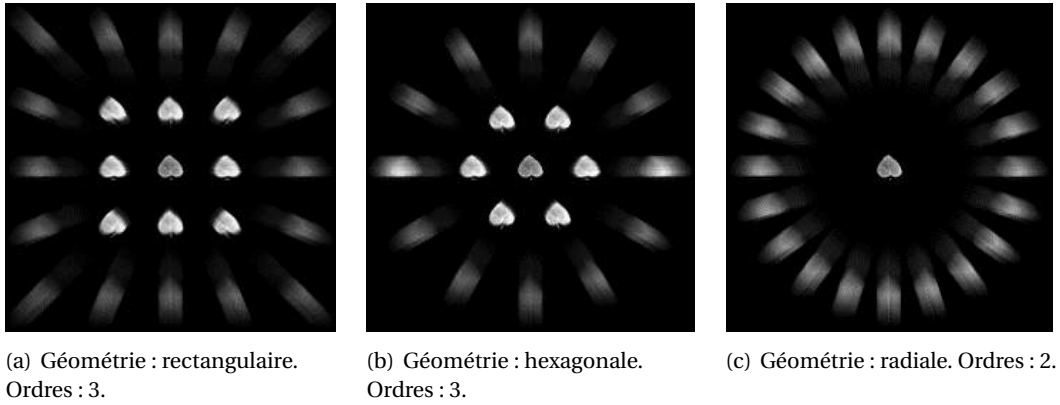 (a) Géométrie : rectangulaire.
Ordres : 3.
(b) Géométrie : hexagonale.
Ordres : 3.
(c) Géométrie : radiale. Ordres : 2.